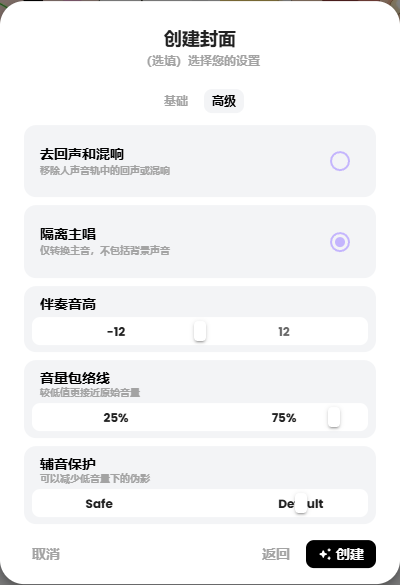 创建封面
(选填) 选择您的设置
基础 高级
去回声和混响
移除人声音轨中的回声或混响
隔离主唱
仅转换主音，不包括背景声音
伴奏音高
-12 12
音量包络线
较低值更接近原始音量
25% 75%
辅音保护
可以减少低音量下的伪影
Safe
取消 返回 创建